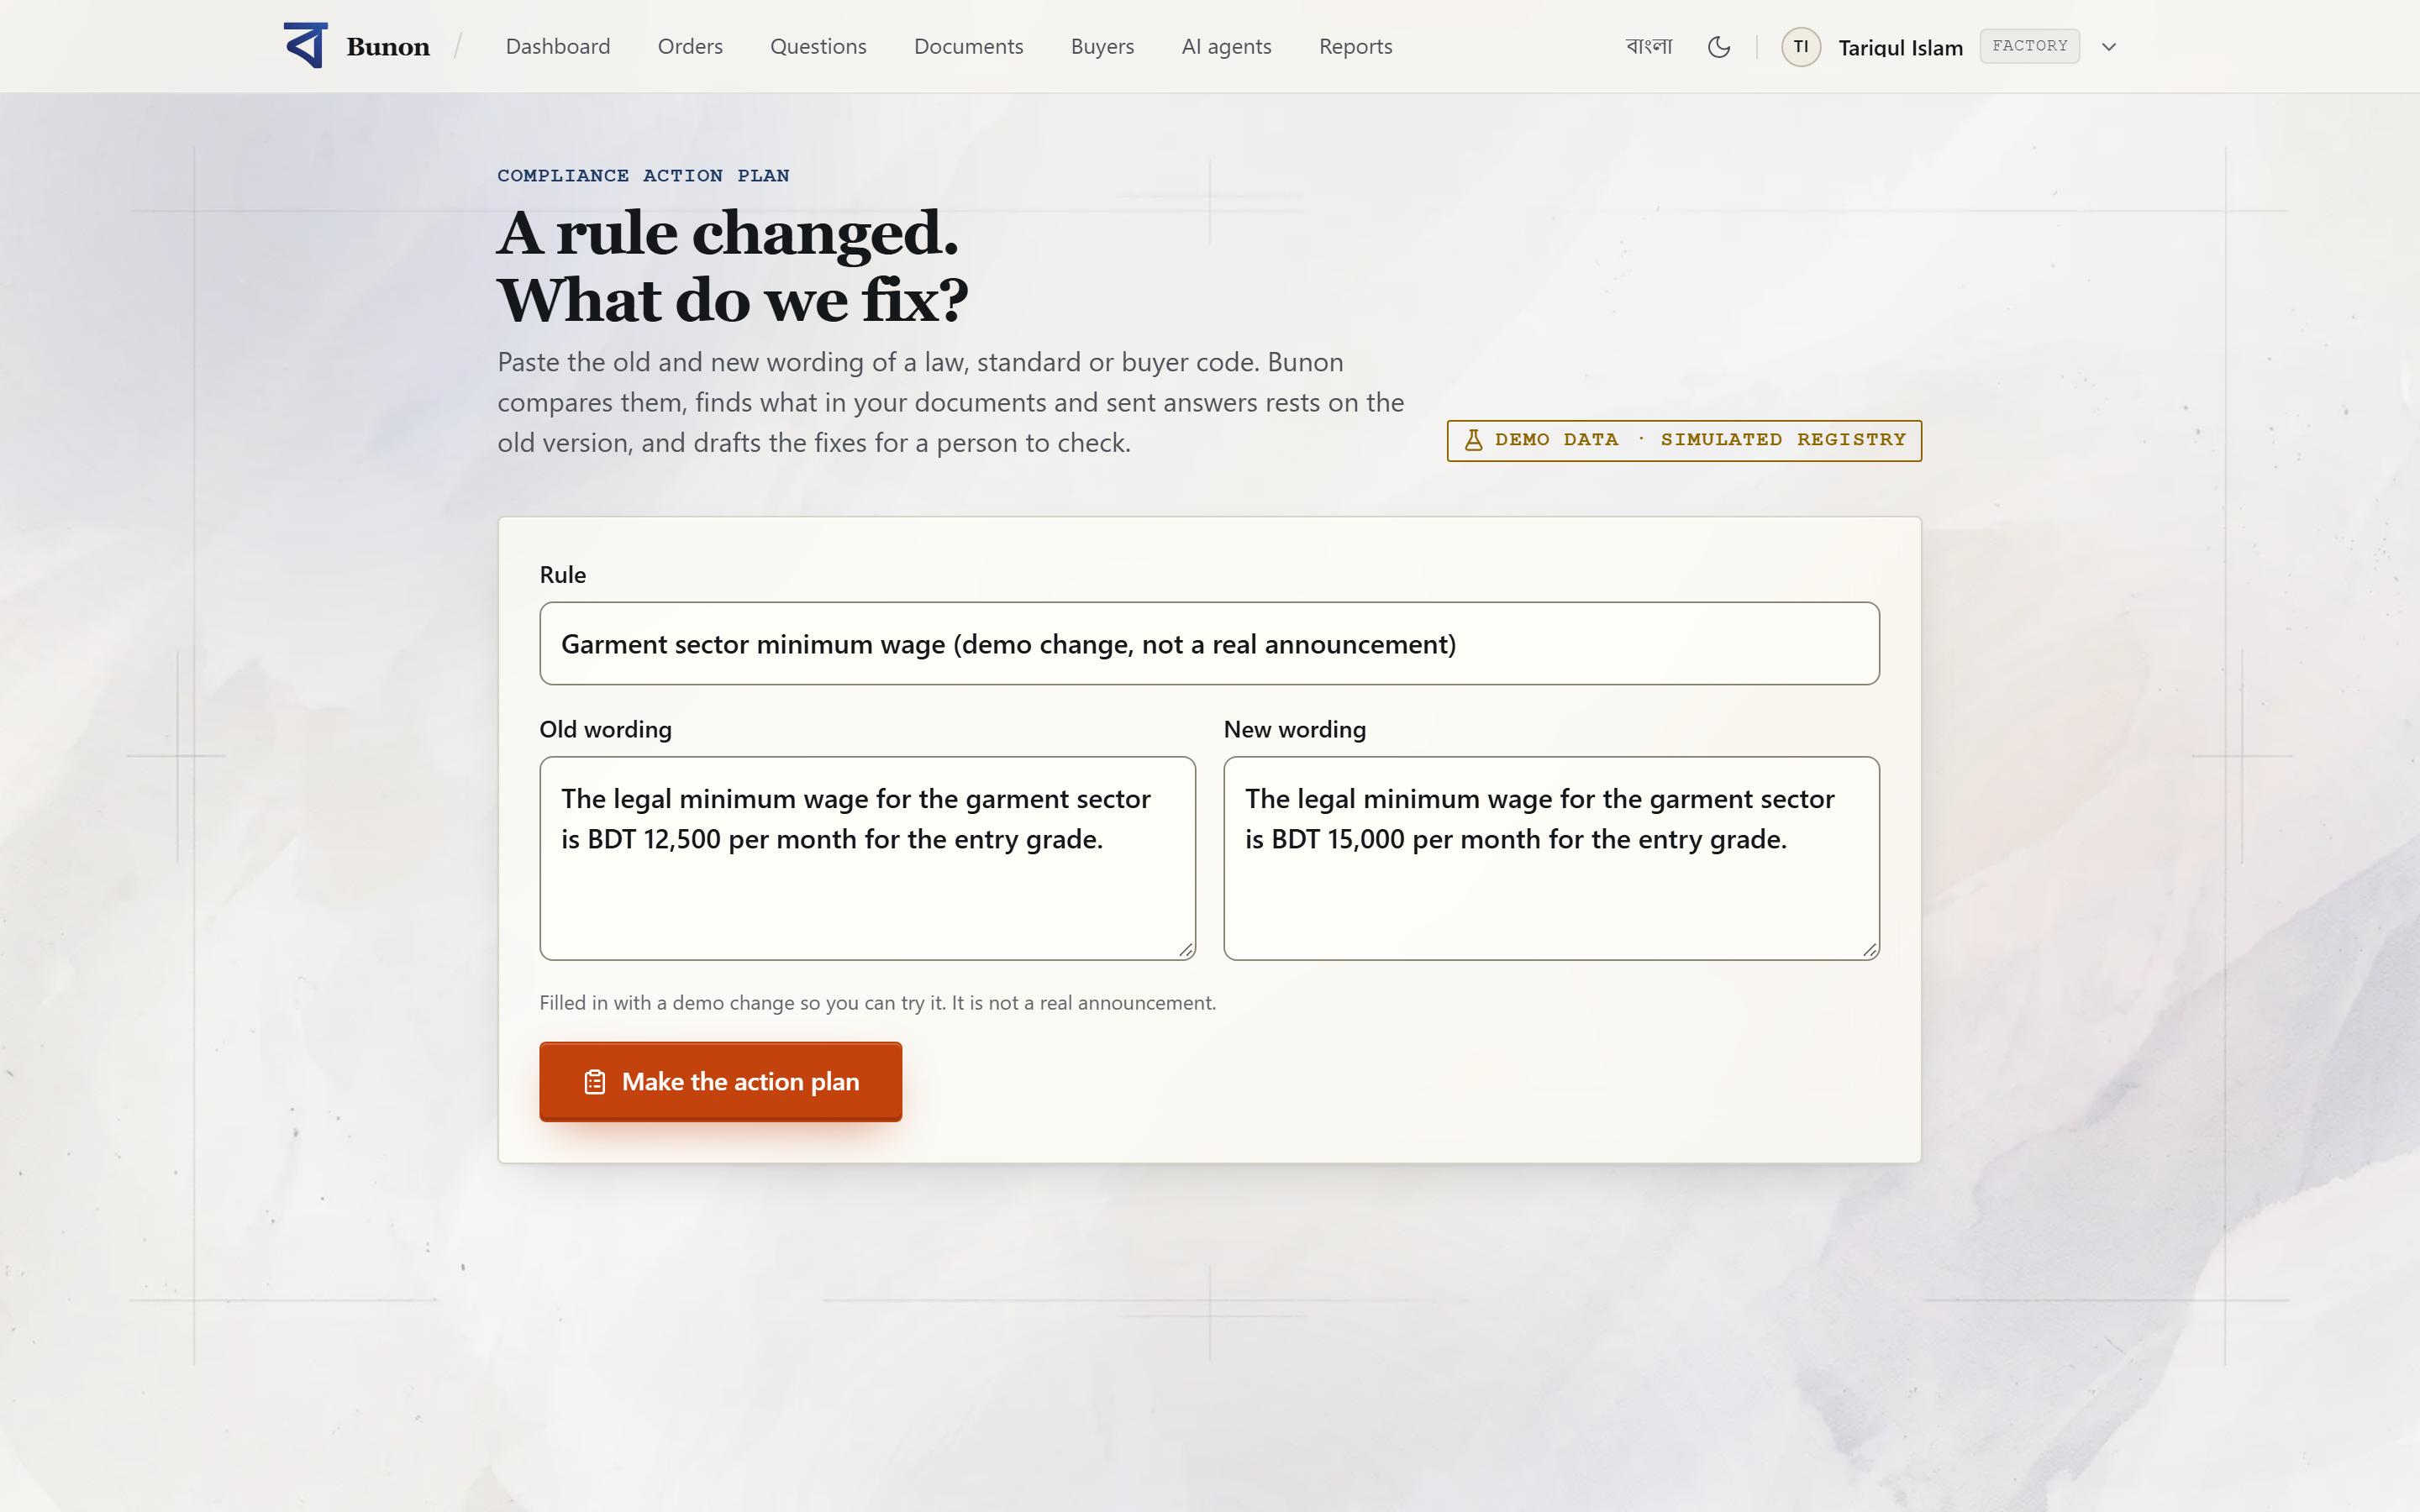 Bunon / Dashboard Orders Questions Documents Buyers AI agents Reports বাংলা TI Tariqul Islam FACTORY
COMPLIANCE ACTION PLAN
A rule changed.
What do we fix?
Paste the old and new wording of a law, standard or buyer code. Bunon
compares them, finds what in your documents and sent answers rests on the
old version, and drafts the fixes for a person to check.
DEMO DATA · SIMULATED REGISTRY
Rule
Garment sector minimum wage (demo change, not a real announcement)
Old wording
The legal minimum wage for the garment sector
is BDT 12,500 per month for the entry grade.
New wording
The legal minimum wage for the garment sector
is BDT 15,000 per month for the entry grade.
Filled in with a demo change so you can try it. It is not a real announcement.
Make the action plan